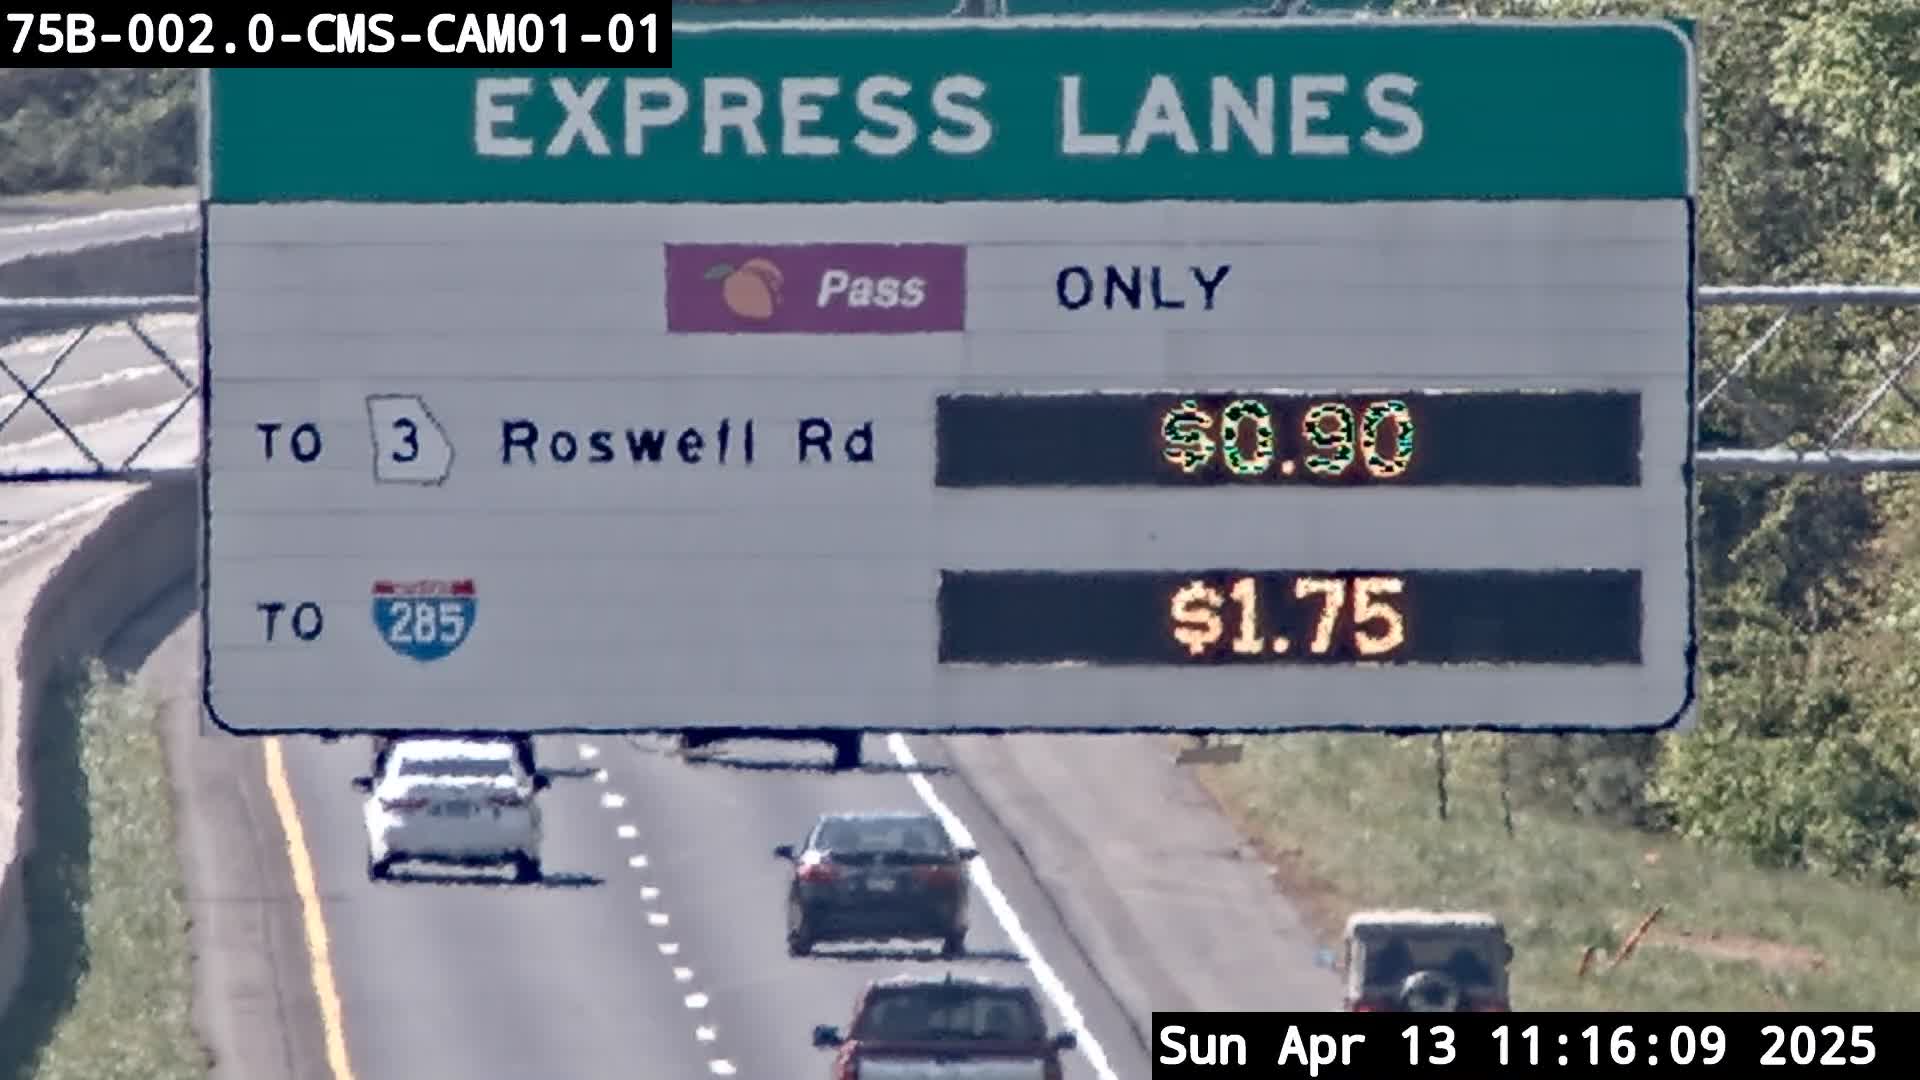 75B-002.0-CMS-CAM01-01
EXPRESS LANES
Pass ONLY
TO 3 Roswell Rd $0.90
TO 285 $1.75
Sun Apr 13 11:16:09 2025